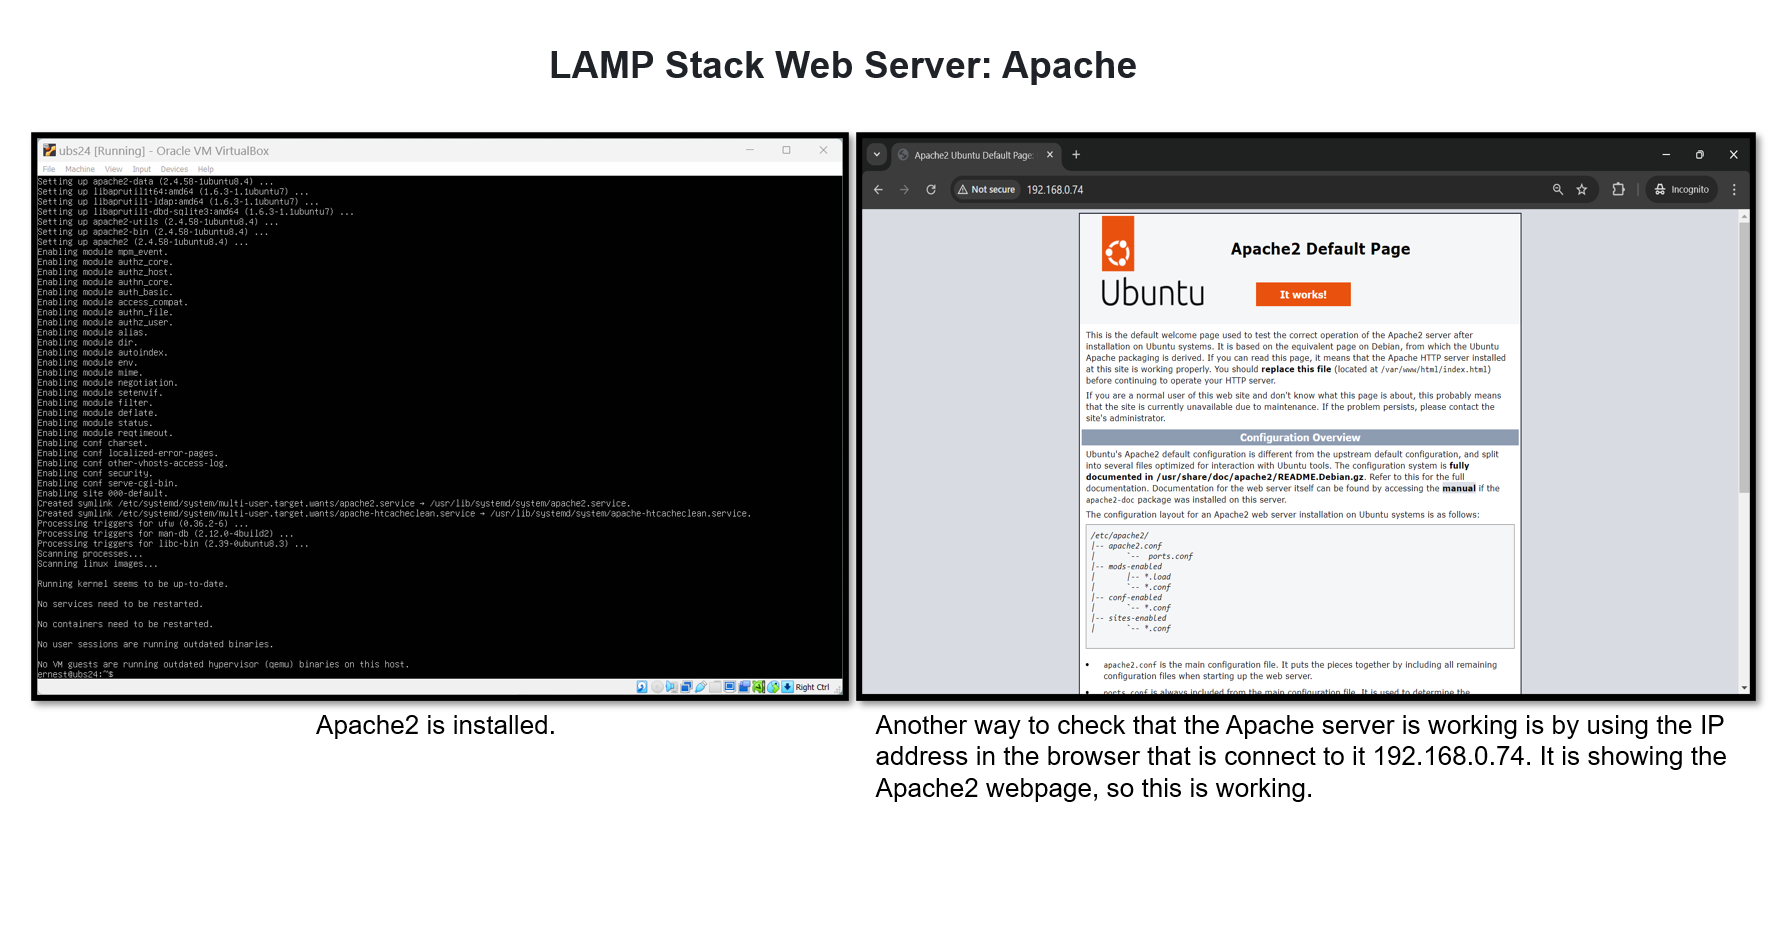 LAMP Stack Web Server: Apache
ubs24 [Running] - Oracle VM VirtualBox
File Machine View Input Devices Help
Setting up apache2-data (2.4.58-1ubuntu8.4) ...
Setting up libaprutil1t64:amd64 (1.6.3-1.1ubuntu7) ...
Setting up libaprutil1-ldap:amd64 (1.6.3-1.1ubuntu7) ...
Setting up libaprutil1-dbd-sqlite3:amd64 (1.6.3-1.1ubuntu7) ...
Setting up apache2-utils (2.4.58-1ubuntu8.4) ...
Setting up apache2-bin (2.4.58-1ubuntu8.4) ...
Setting up apache2 (2.4.58-1ubuntu8.4) ...
Enabling module mpm_event.
Enabling module authz_core.
Enabling module authz_host.
Enabling module authn_core.
Enabling module auth_basic.
Enabling module access_compat.
Enabling module authn_file.
Enabling module authz_user.
Enabling module alias.
Enabling module dir.
Enabling module autoindex.
Enabling module env.
Enabling module mime.
Enabling module negotiation.
Enabling module setenvif.
Enabling module filter.
Enabling module deflate.
Enabling module status.
Enabling module reqtimeout.
Enabling conf charset.
Enabling conf localized-error-pages.
Enabling conf other-vhosts-access-log.
Enabling conf security.
Enabling conf serve-cgi-bin.
Enabling site 000-default.
Created symlink /etc/systemd/system/multi-user.target.wants/apache2.service → /usr/lib/systemd/system/apache2.service.
Created symlink /etc/systemd/system/multi-user.target.wants/apache-htcacheclean.service → /usr/lib/systemd/system/apache-htcacheclean.service.
Processing triggers for ufw (0.36.2-6) ...
Processing triggers for man-db (2.12.0-4build2) ...
Processing triggers for libc-bin (2.39-0ubuntu8.3) ...
Scanning processes...
Scanning linux images...
Running kernel seems to be up-to-date.
No services need to be restarted.
No containers need to be restarted.
No user sessions are running outdated binaries.
No VM guests are running outdated hypervisor (qemu) binaries on this host.
ernest@ubs24:~$
Right Ctrl
Apache2 is installed.
Apache2 Ubuntu Default Page:
Not secure 192.168.0.74 Incognito
Apache2 Default Page
Ubuntu
It works!
This is the default welcome page used to test the correct operation of the Apache2 server after
installation on Ubuntu systems. It is based on the equivalent page on Debian, from which the Ubuntu
Apache packaging is derived. If you can read this page, it means that the Apache HTTP server installed
at this site is working properly. You should replace this file (located at /var/www/html/index.html)
before continuing to operate your HTTP server.
If you are a normal user of this web site and don't know what this page is about, this probably means
that the site is currently unavailable due to maintenance. If the problem persists, please contact the
site's administrator.
Configuration Overview
Ubuntu's Apache2 default configuration is different from the upstream default configuration, and split
into several files optimized for interaction with Ubuntu tools. The configuration system is fully
documented in /usr/share/doc/apache2/README.Debian.gz. Refer to this for the full
documentation. Documentation for the web server itself can be found by accessing the manual if the
apache2-doc package was installed on this server.
The configuration layout for an Apache2 web server installation on Ubuntu systems is as follows:
/etc/apache2/
|-- apache2.conf
|       `--  ports.conf
|-- mods-enabled
|       |-- *.load
|       `-- *.conf
|-- conf-enabled
|       `-- *.conf
|-- sites-enabled
|       `-- *.conf
• apache2.conf is the main configuration file. It puts the pieces together by including all remaining
configuration files when starting up the web server.
• ports.conf is always included from the main configuration file. It is used to determine the
Another way to check that the Apache server is working is by using the IP
address in the browser that is connect to it 192.168.0.74. It is showing the
Apache2 webpage, so this is working.